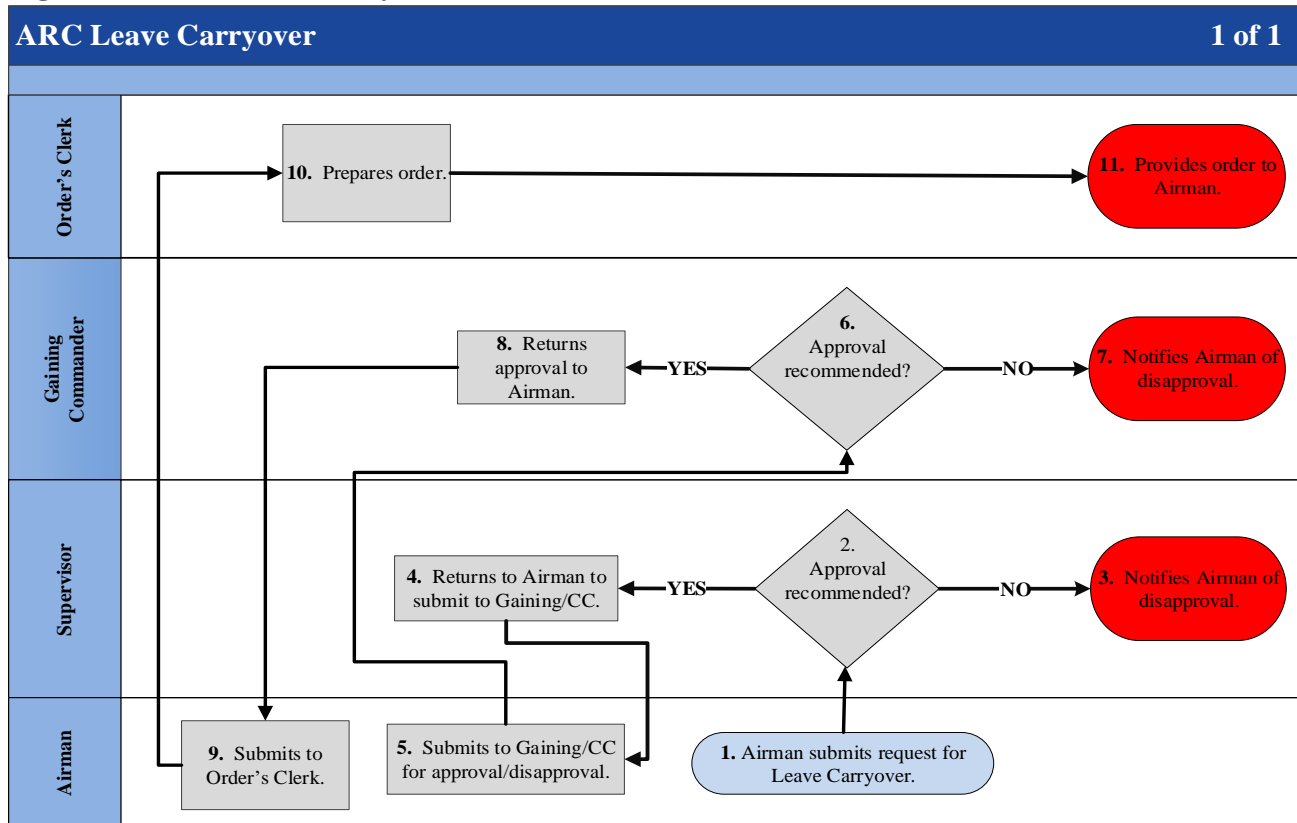 ARC Leave Carryover 1 of 1
Order's Clerk
10. Prepares order.
11. Provides order to
Airman.
Gaining
Commander
8. Returns
approval to
Airman.
YES
6.
Approval
recommended?
NO
7. Notifies Airman of
disapproval.
Supervisor
4. Returns to Airman to
submit to Gaining/CC.
YES
2.
Approval
recommended?
NO
3. Notifies Airman of
disapproval.
Airman
9. Submits to
Order's Clerk.
5. Submits to Gaining/CC
for approval/disapproval.
1. Airman submits request for
Leave Carryover.